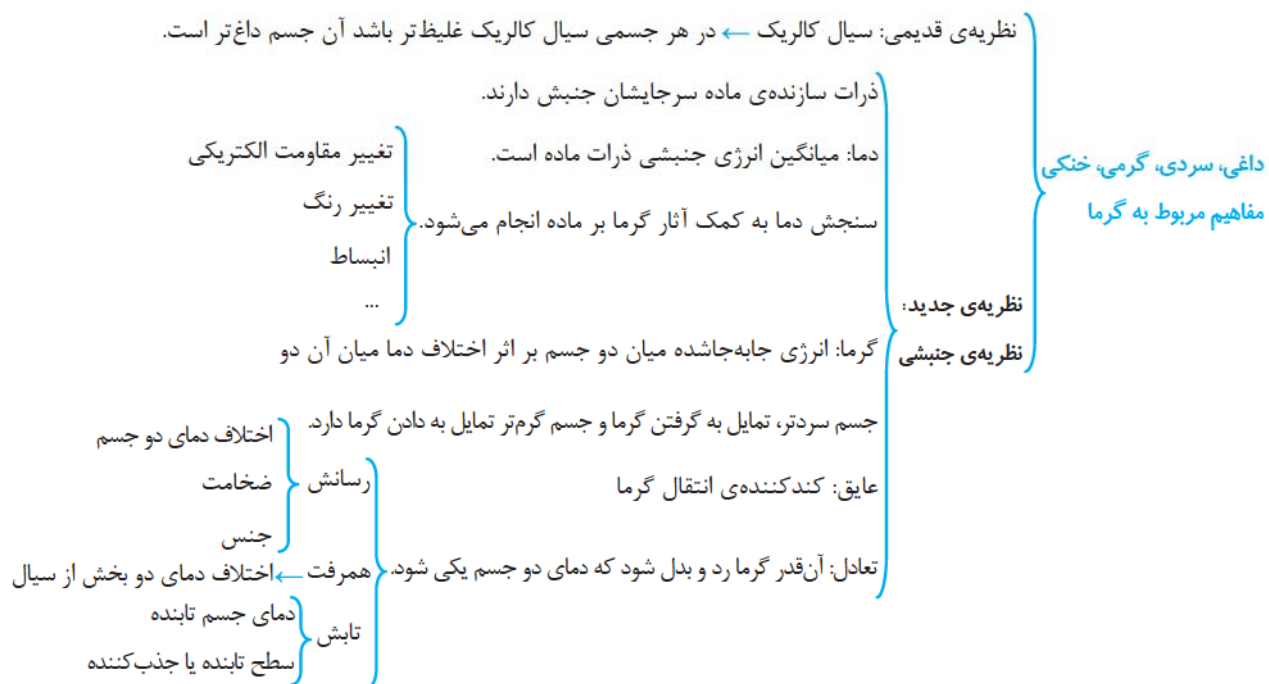 نظریه‌ی قدیمی: سیال کالریک ← در هر جسمی سیال کالریک غلیظ‌تر باشد آن جسم داغ‌تر است.
داغی، سردی، گرمی، خنکی
مفاهیم مربوط به گرما
نظریه‌ی جدید:
نظریه‌ی جنبشی
ذرات سازنده‌ی ماده سرجایشان جنبش دارند.
دما: میانگین انرژی جنبشی ذرات ماده است.
سنجش دما به کمک آثار گرما بر ماده انجام می‌شود.
تغییر مقاومت الکتریکی
تغییر رنگ
انبساط
...
گرما: انرژی جابه‌جاشده میان دو جسم بر اثر اختلاف دما میان آن دو
جسم سردتر، تمایل به گرفتن گرما و جسم گرم‌تر تمایل به دادن گرما دارد.
عایق: کندکننده‌ی انتقال گرما
تعادل: آن‌قدر گرما رد و بدل شود که دمای دو جسم یکی شود.
رسانش
اختلاف دمای دو جسم
ضخامت
جنس
همرفت ← اختلاف دمای دو بخش از سیال
تابش
دمای جسم تابنده
سطح تابنده یا جذب‌کننده